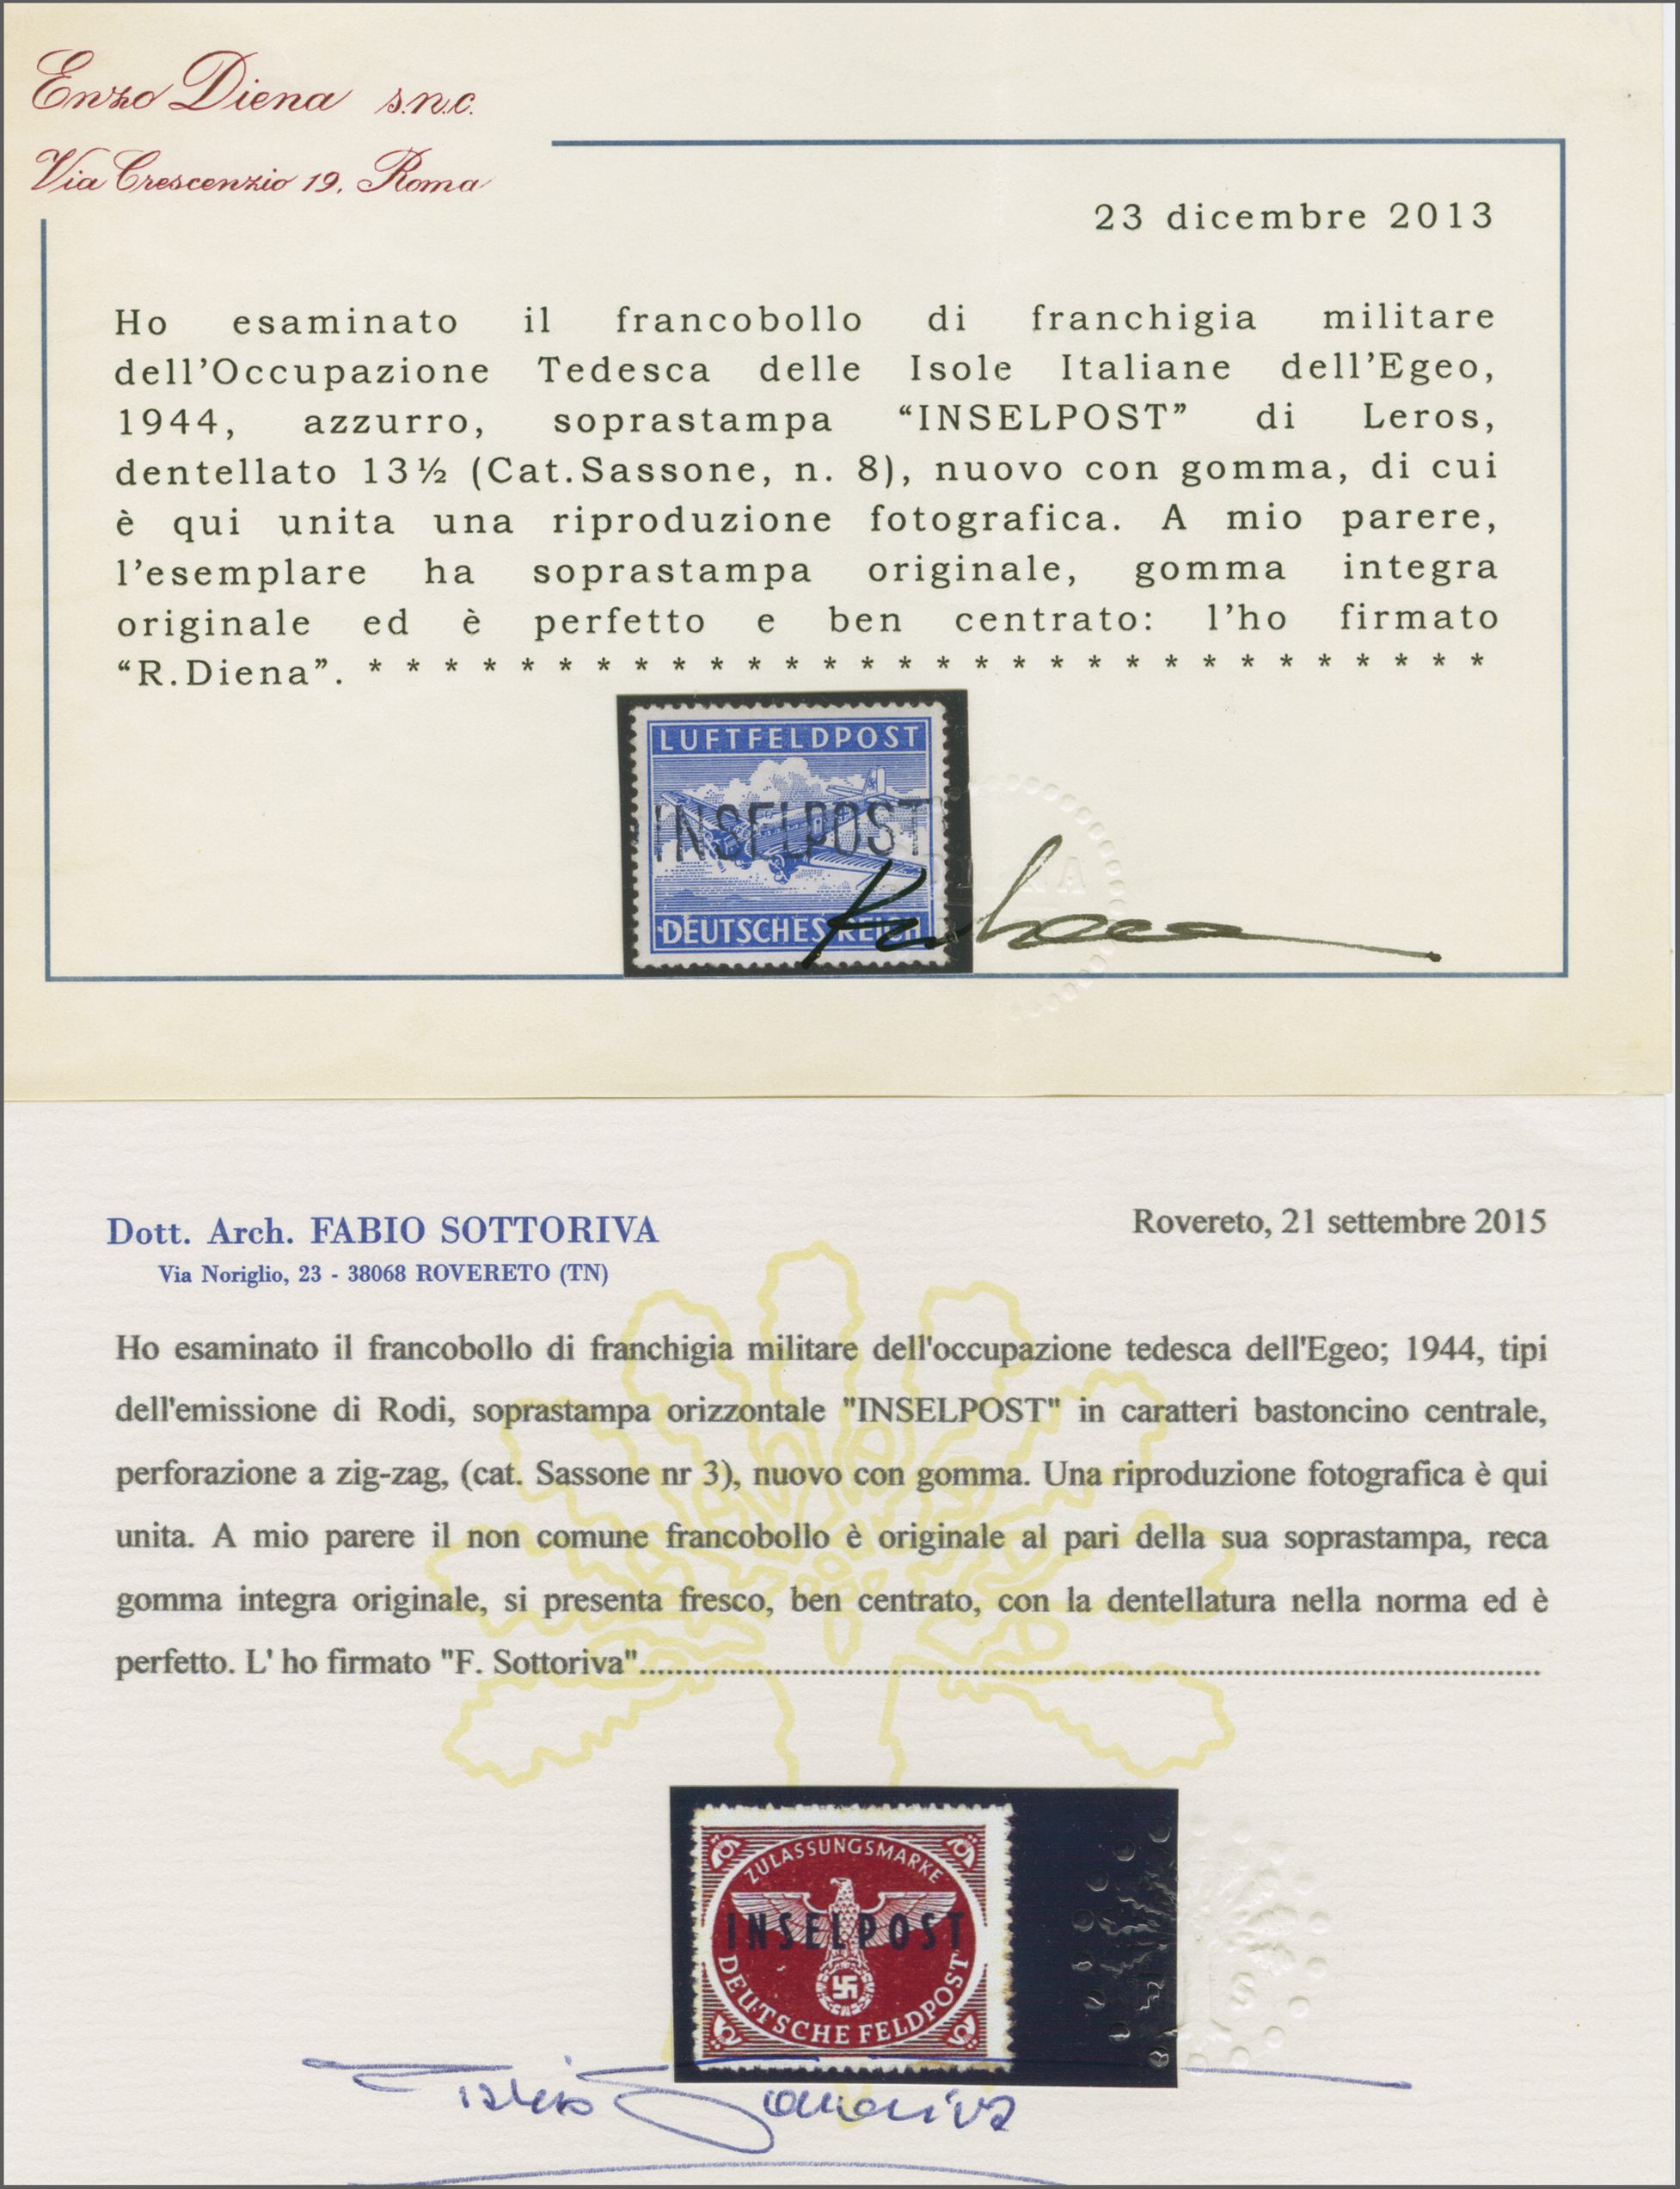 Enzo Diena s.n.c.
Via Crescenzio 19, Roma
23 dicembre 2013
Ho esaminato il francobollo di franchigia militare
dell'Occupazione Tedesca delle Isole Italiane dell'Egeo,
1944, azzurro, soprastampa “INSELPOST” di Leros,
dentellato 13½ (Cat.Sassone, n. 8), nuovo con gomma, di cui
è qui unita una riproduzione fotografica. A mio parere,
l'esemplare ha soprastampa originale, gomma integra
originale ed è perfetto e ben centrato: l'ho firmato
“R.Diena”. * * * * * * * * * * * * * * * * * * * * * * * * * * * * * *
LUFTFELDPOST
INSELPOST
DEUTSCHES REICH
Dott. Arch. FABIO SOTTORIVA
Via Noriglio, 23 - 38068 ROVERETO (TN)
Rovereto, 21 settembre 2015
Ho esaminato il francobollo di franchigia militare dell'occupazione tedesca dell'Egeo; 1944, tipi
dell'emissione di Rodi, soprastampa orizzontale "INSELPOST" in caratteri bastoncino centrale,
perforazione a zig-zag, (cat. Sassone nr 3), nuovo con gomma. Una riproduzione fotografica è qui
unita. A mio parere il non comune francobollo è originale al pari della sua soprastampa, reca
gomma integra originale, si presenta fresco, ben centrato, con la dentellatura nella norma ed è
perfetto. L' ho firmato "F. Sottoriva"...............................................................
ZULASSUNGSMARKE
INSELPOST
DEUTSCHE FELDPOST
Fabio Sottoriva